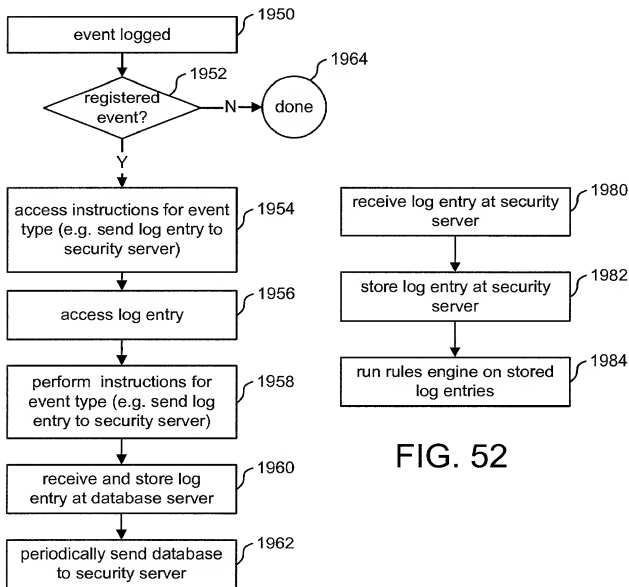 event logged
1950
registered
event?
1952
N
done
1964
Y
access instructions for event
type (e.g. send log entry to
security server)
1954
access log entry
1956
perform instructions for
event type (e.g. send log
entry to security server)
1958
receive and store log
entry at database server
1960
periodically send database
to security server
1962
receive log entry at security
server
1980
store log entry at security
server
1982
run rules engine on stored
log entries
1984
FIG. 52